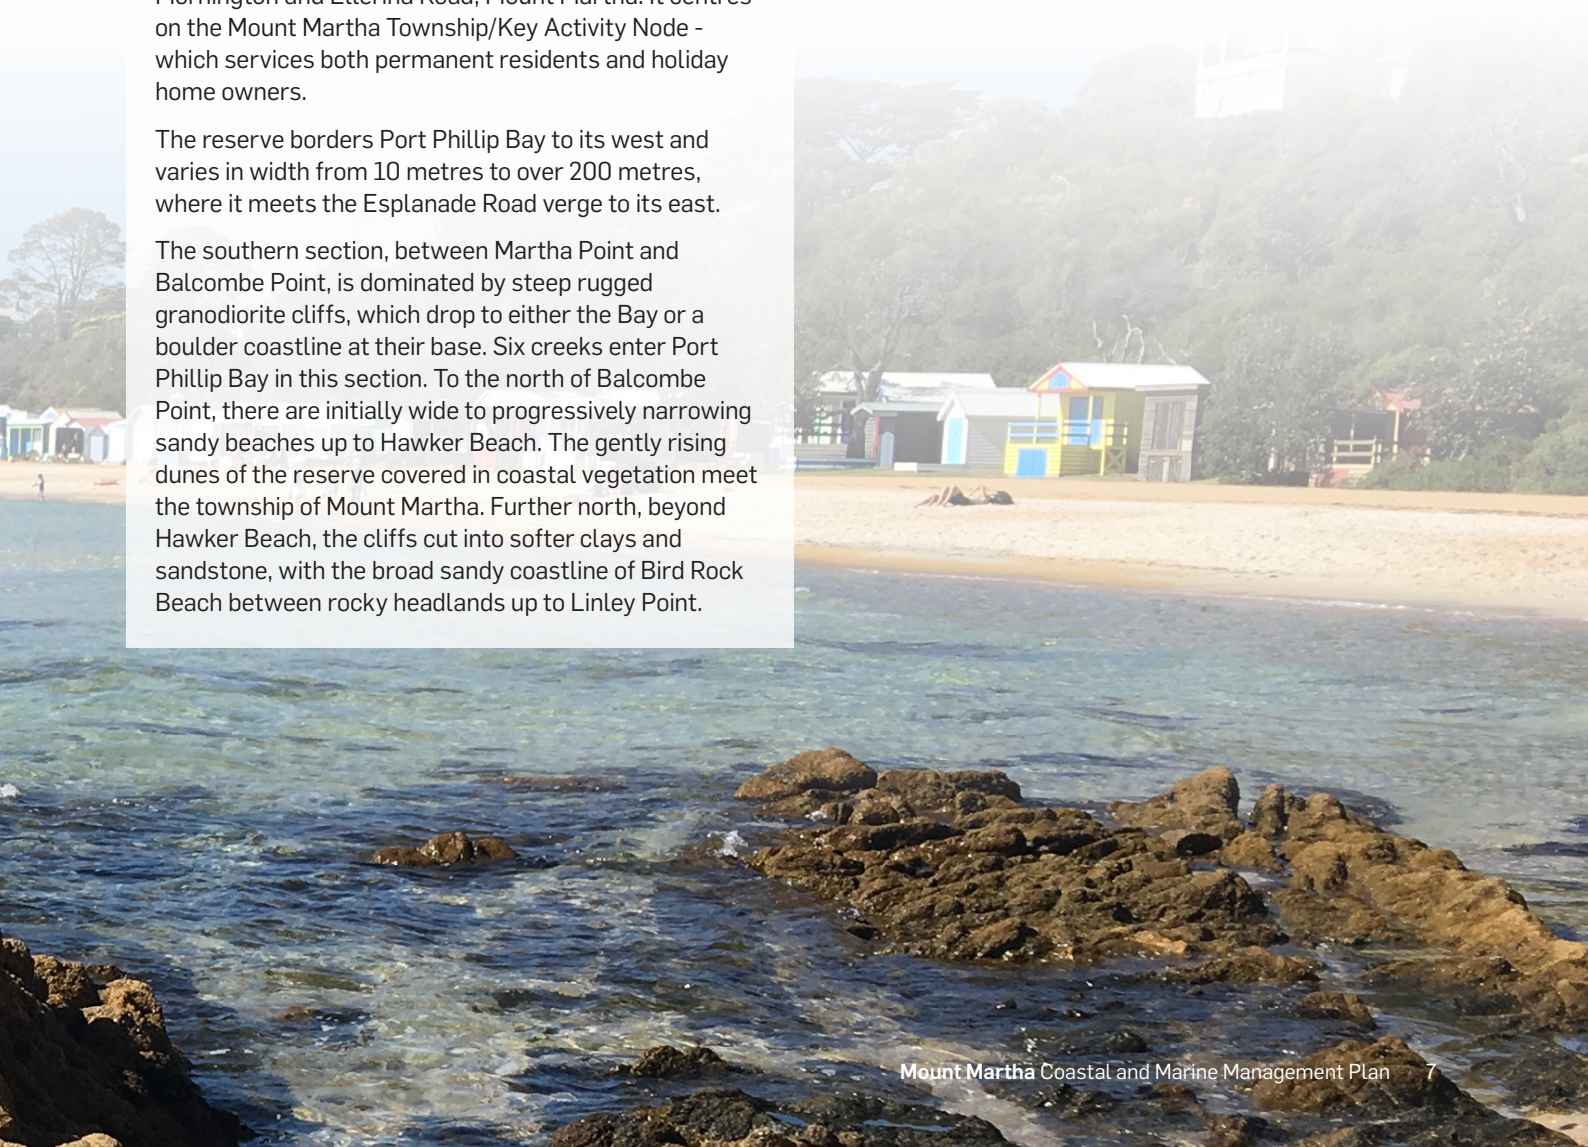 Mornington and Ellerina Road, Mount Martha. It centres
on the Mount Martha Township/Key Activity Node -
which services both permanent residents and holiday
home owners.
The reserve borders Port Phillip Bay to its west and
varies in width from 10 metres to over 200 metres,
where it meets the Esplanade Road verge to its east.
The southern section, between Martha Point and
Balcombe Point, is dominated by steep rugged
granodiorite cliffs, which drop to either the Bay or a
boulder coastline at their base. Six creeks enter Port
Phillip Bay in this section. To the north of Balcombe
Point, there are initially wide to progressively narrowing
sandy beaches up to Hawker Beach. The gently rising
dunes of the reserve covered in coastal vegetation meet
the township of Mount Martha. Further north, beyond
Hawker Beach, the cliffs cut into softer clays and
sandstone, with the broad sandy coastline of Bird Rock
Beach between rocky headlands up to Linley Point.
Mount Martha Coastal and Marine Management Plan 7